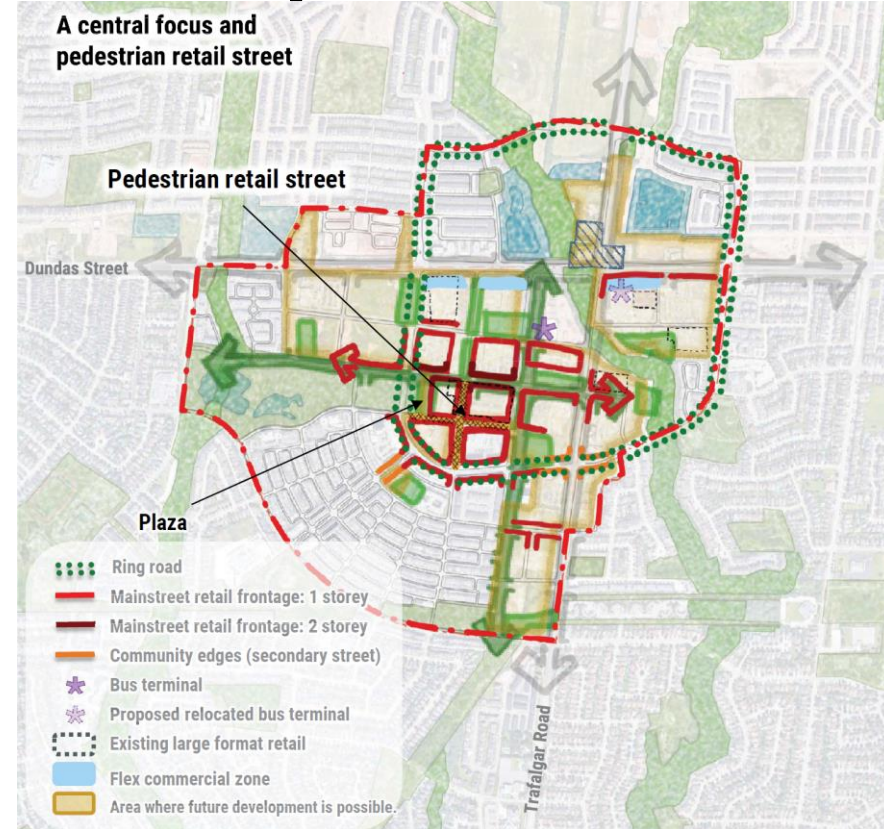 A central focus and
pedestrian retail street
Pedestrian retail street
Dundas Street
Plaza
Ring road
Mainstreet retail frontage: 1 storey
Mainstreet retail frontage: 2 storey
Community edges (secondary street)
Bus terminal
Proposed relocated bus terminal
Existing large format retail
Flex commercial zone
Area where future development is possible.
Trafalgar Road